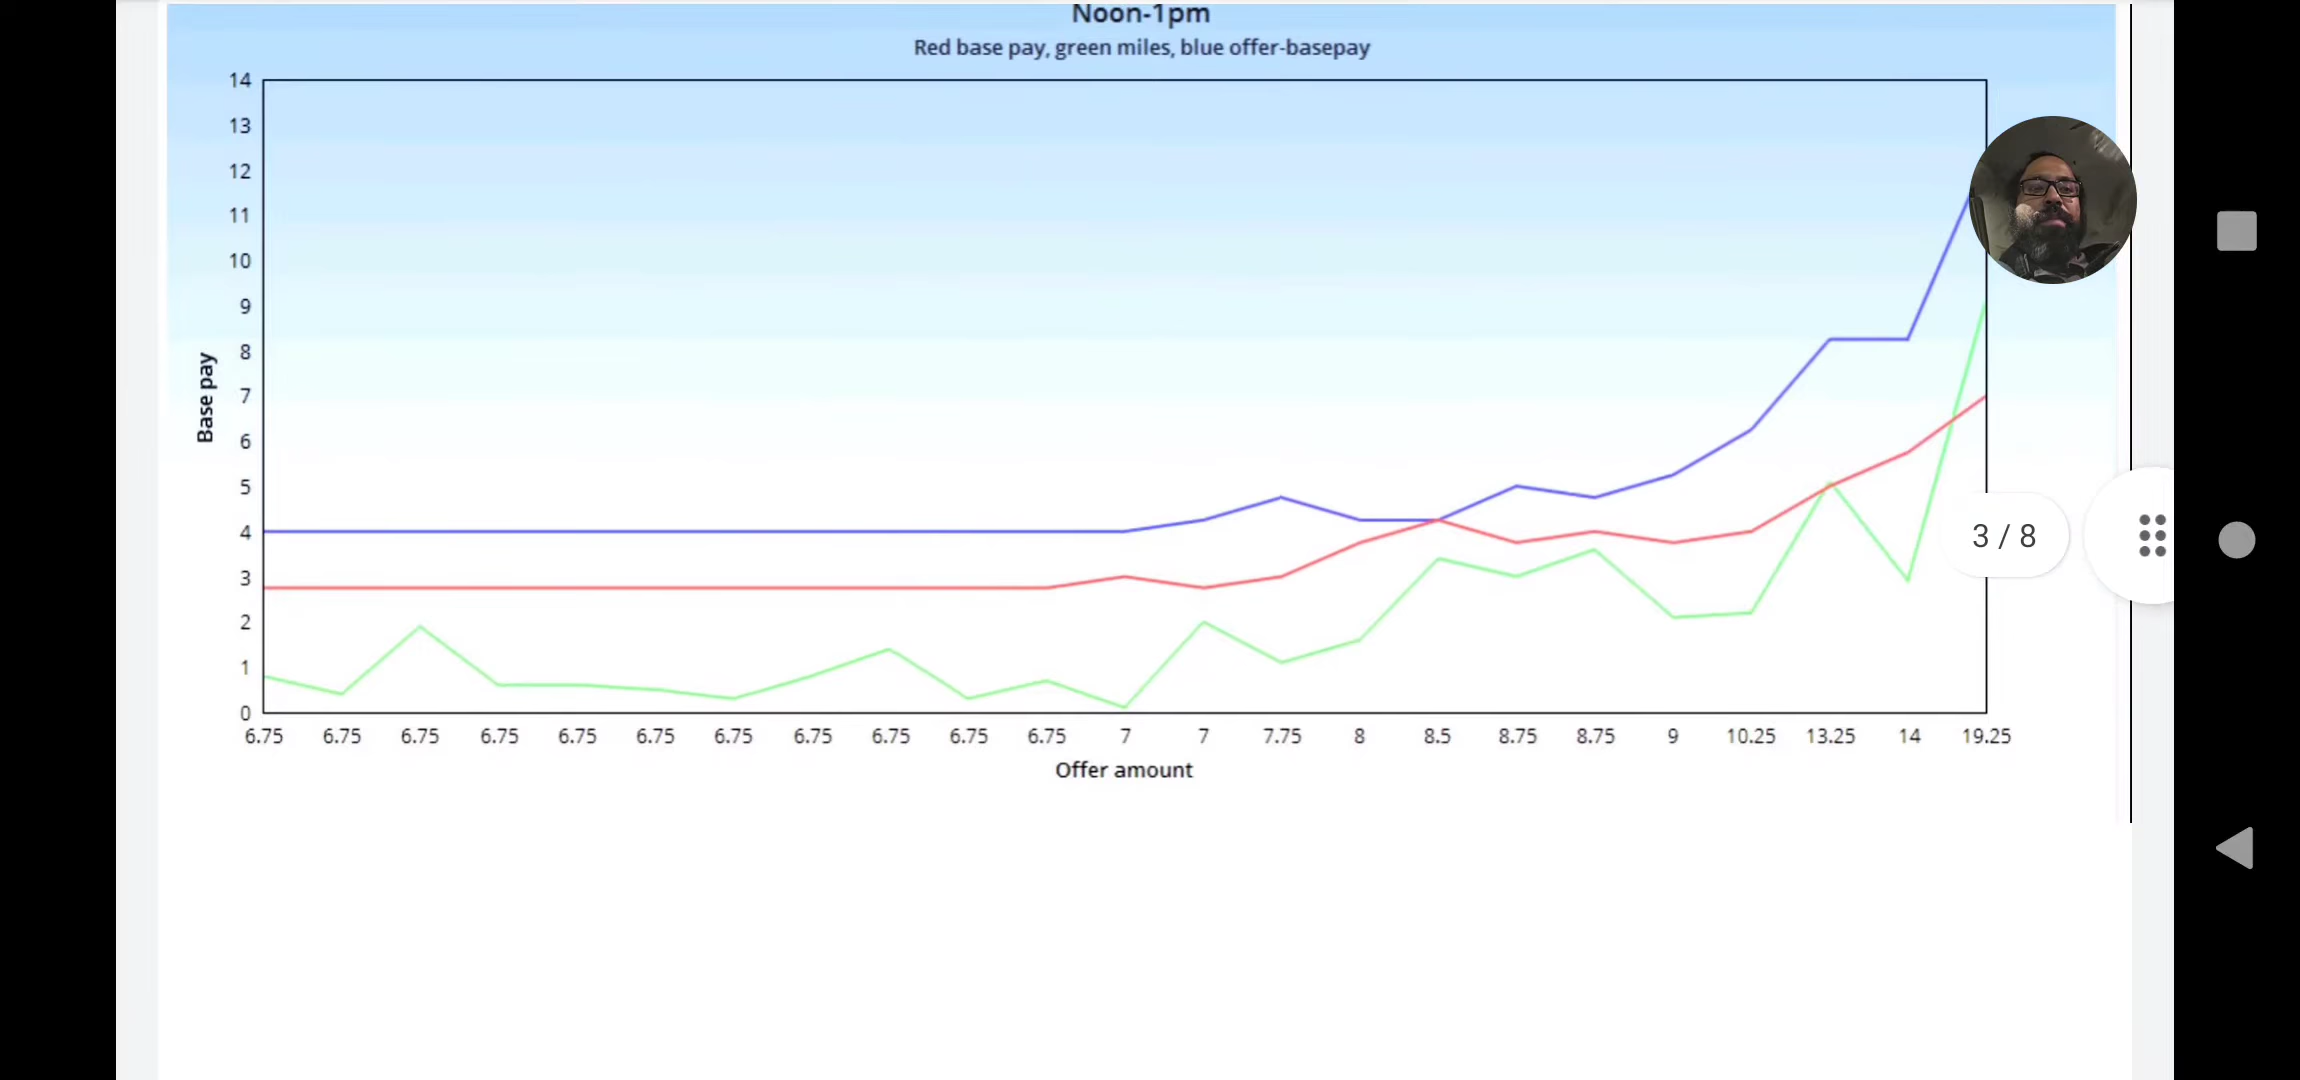 Noon-1pm
Red base pay, green miles, blue offer-basepay
14
13
12
11
10
9
8
7
6
5
4
3
2
1
0
Base pay
6.75 6.75 6.75 6.75 6.75 6.75 6.75 6.75 6.75 6.75 6.75 7 7 7.75 8 8.5 8.75 8.75 9 10.25 13.25 14 19.25
Offer amount
3 / 8